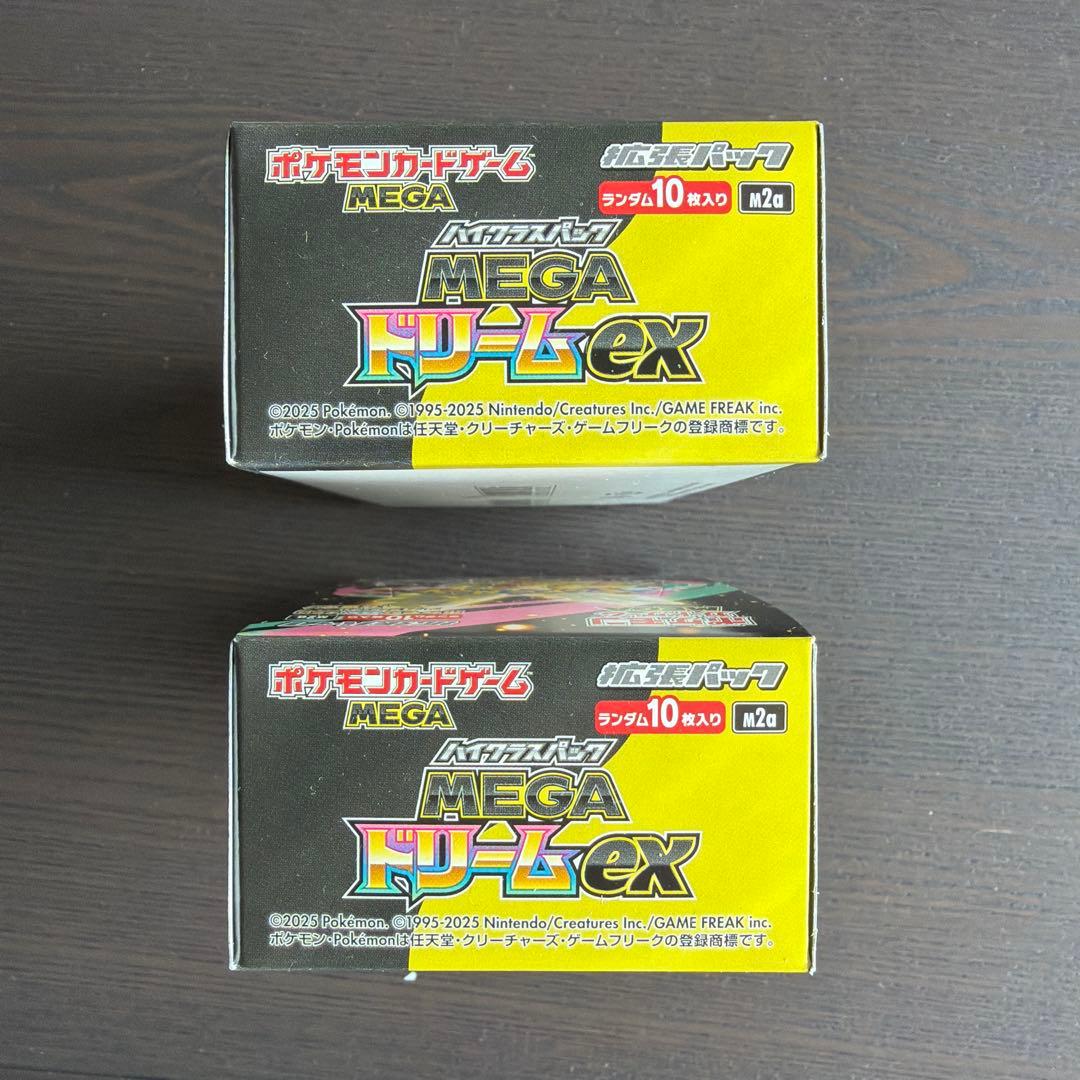 ポケモンカードゲーム
MEGA
拡張パック
ランダム10枚入り M2a
ハイクラスパック
MEGA
ドリームex
©2025 Pokémon. ©1995-2025 Nintendo/Creatures Inc./GAME FREAK inc.
ポケモン・Pokémonは任天堂・クリーチャーズ・ゲームフリークの登録商標です。
ポケモンカードゲーム
MEGA
拡張パック
ランダム10枚入り M2a
ハイクラスパック
MEGA
ドリームex
©2025 Pokémon. ©1995-2025 Nintendo/Creatures Inc./GAME FREAK inc.
ポケモン・Pokémonは任天堂・クリーチャーズ・ゲームフリークの登録商標です。